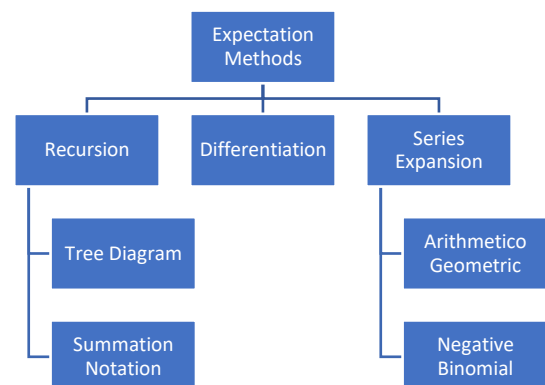 Expectation
Methods
Recursion
Differentiation
Series
Expansion
Tree Diagram
Arithmetico
Geometric
Summation
Notation
Negative
Binomial